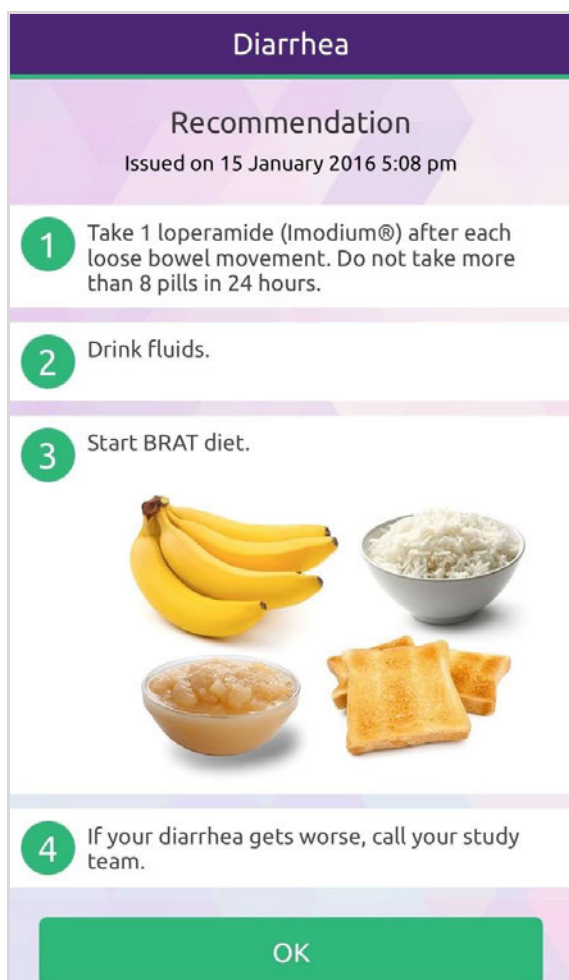 Diarrhea
Recommendation
Issued on 15 January 2016 5:08 pm
1
Take 1 loperamide (Imodium®) after each
loose bowel movement. Do not take more
than 8 pills in 24 hours.
2
Drink fluids.
3
Start BRAT diet.
4
If your diarrhea gets worse, call your study
team.
OK